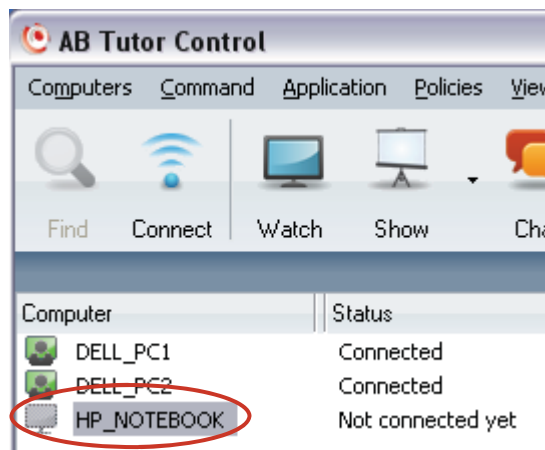 AB Tutor Control
Computers Command Application Policies View
Find Connect Watch Show
Computer Status
DELL_PC1 Connected
DELL_PC2 Connected
HP_NOTEBOOK Not connected yet